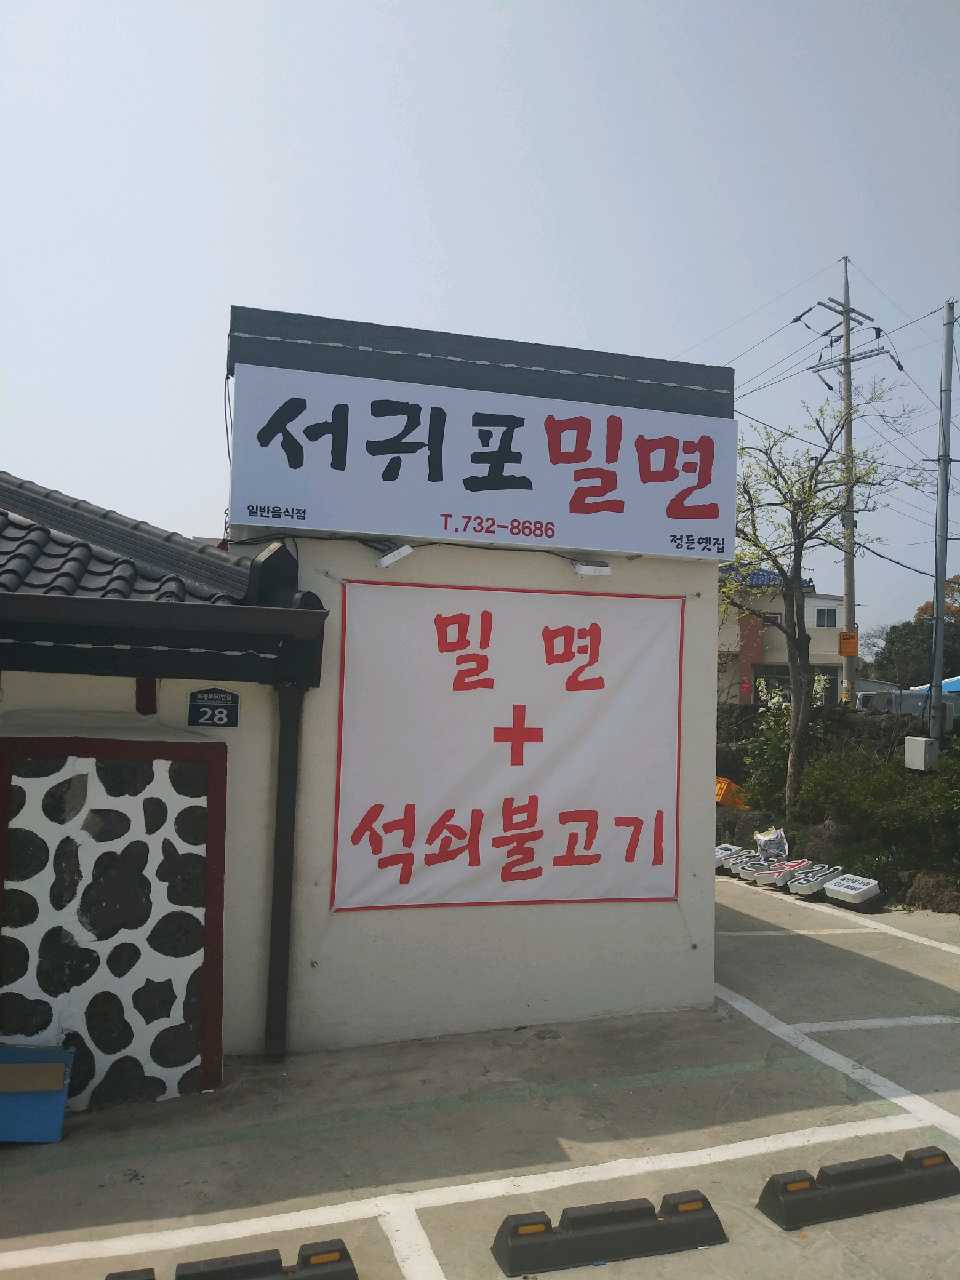 서귀포밀면
일반음식점
T.732-8686
정든옛집
밀 면
+
석쇠불고기
28